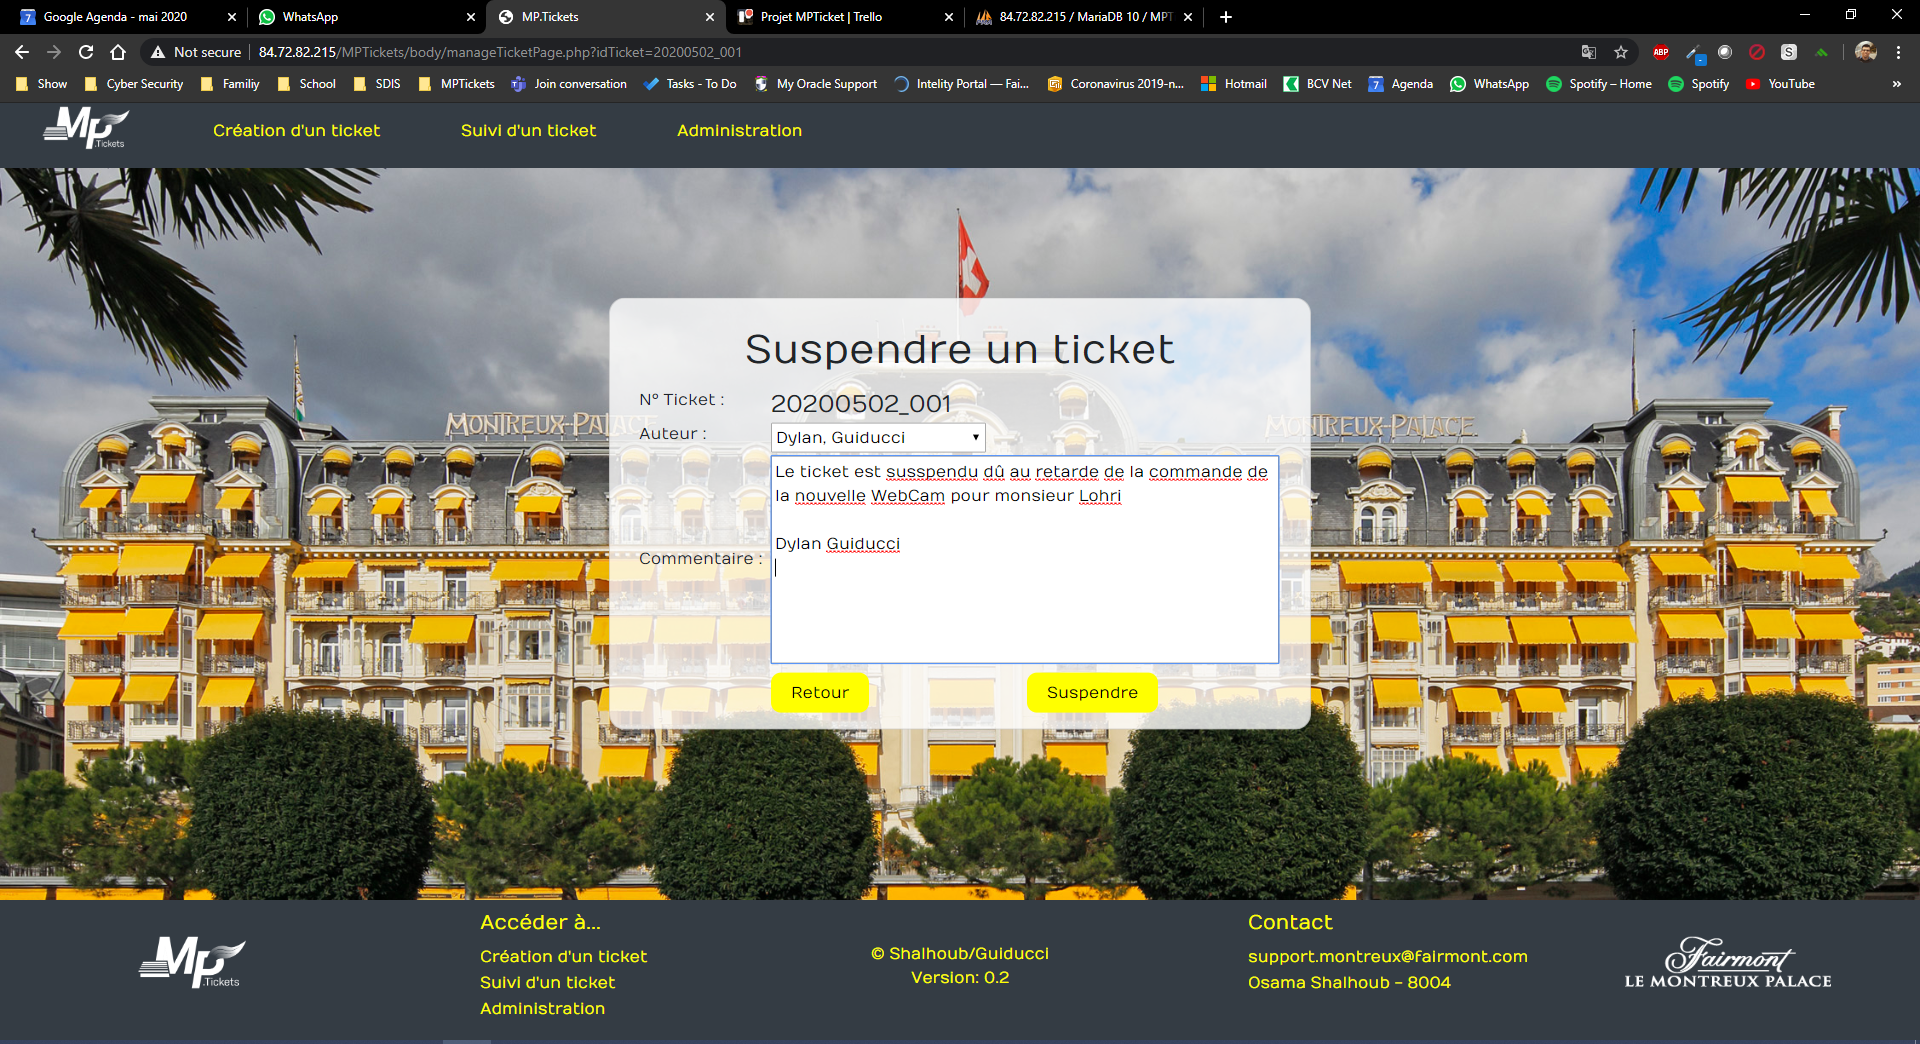 Google Agenda - mai 2020
WhatsApp
MP.Tickets
Projet MPTicket | Trello
84.72.82.215 / MariaDB 10 / MPT
Not secure
84.72.82.215/MPTickets/body/manageTicketPage.php?idTicket=20200502_001
Show
Cyber Security
Familiy
School
SDIS
MPTickets
Join conversation
Tasks - To Do
My Oracle Support
Intelity Portal — Fai...
Coronavirus 2019-n...
Hotmail
BCV Net
Agenda
WhatsApp
Spotify – Home
Spotify
YouTube
MP
.Tickets
Création d'un ticket
Suivi d'un ticket
Administration
MONTREUX-PALACE
MONTREUX-PALACE
Suspendre un ticket
N° Ticket :
20200502_001
Auteur :
Dylan, Guiducci
Commentaire :
Le ticket est susspendu dû au retarde de la commande de
la nouvelle WebCam pour monsieur Lohri
Dylan Guiducci
Retour
Suspendre
MP
.Tickets
Accéder à...
Création d'un ticket
Suivi d'un ticket
Administration
© Shalhoub/Guiducci
Version: 0.2
Contact
support.montreux@fairmont.com
Osama Shalhoub - 8004
Fairmont
LE MONTREUX PALACE